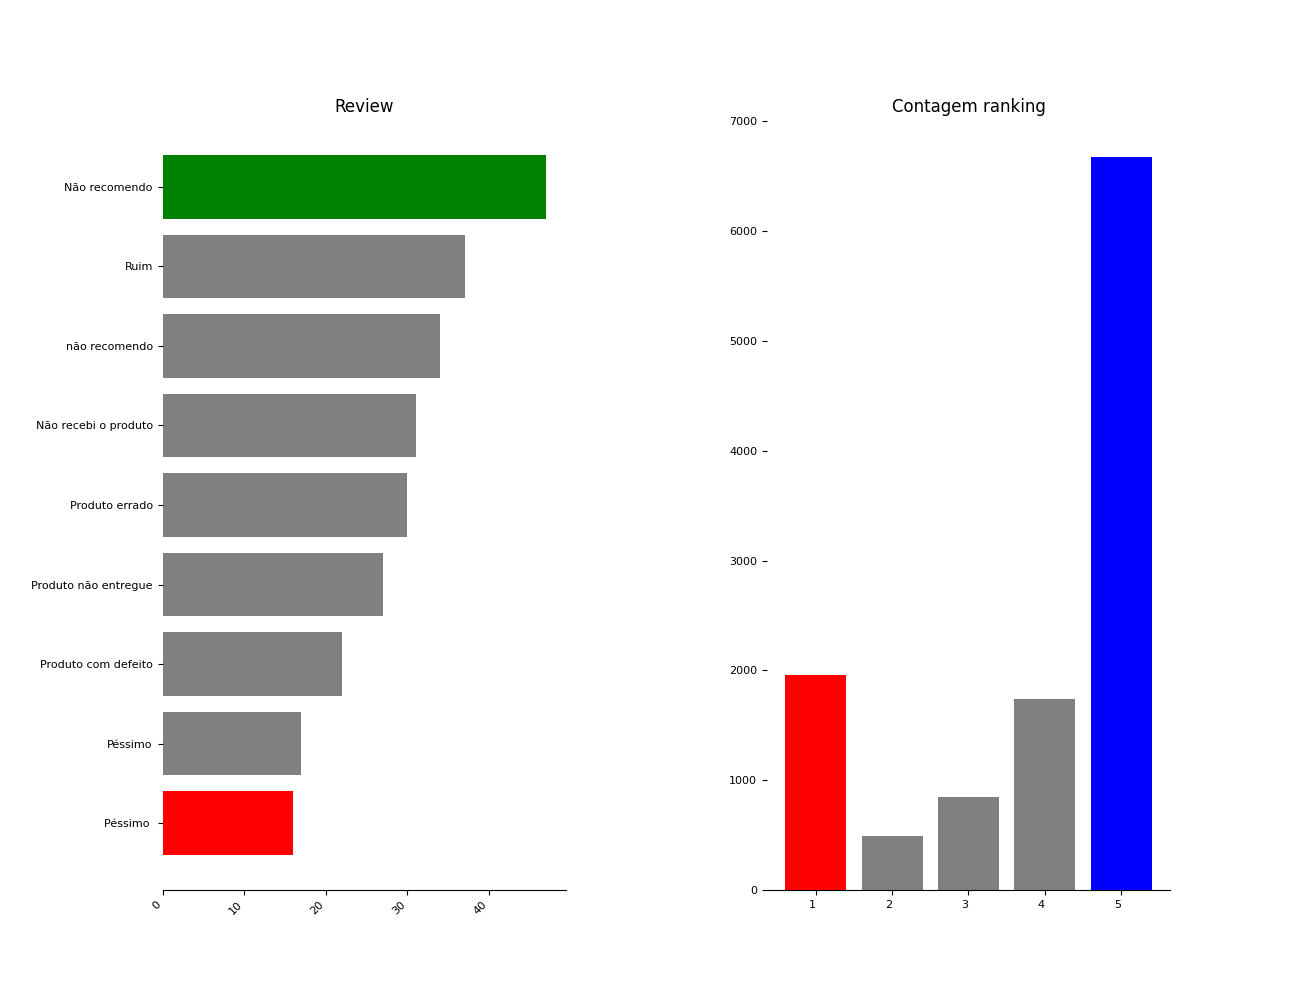 Review
Não recomendo
Ruim
não recomendo
Não recebi o produto
Produto errado
Produto não entregue
Produto com defeito
Péssimo
Péssimo
0
10
20
30
40
Contagem ranking
7000
6000
5000
4000
3000
2000
1000
0
1
2
3
4
5